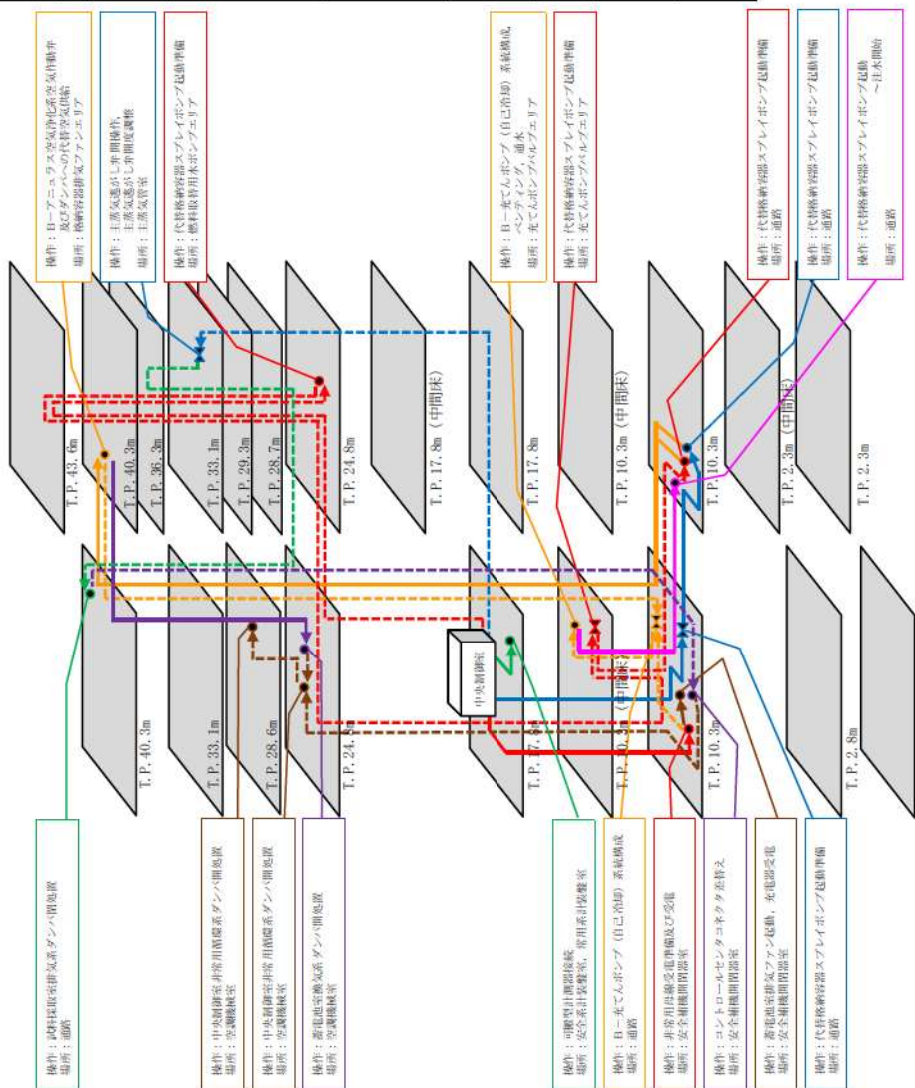 操作：B－アニュラス空気浄化系空気作動弁
及びダンパへの代替空気供給
場所：格納容器排気ファンエリア
操作：主蒸気逃がし弁開操作，
主蒸気逃がし弁開度調整
場所：主蒸気管室
操作：代替格納容器スプレイポンプ起動準備
場所：燃料取替用水ポンプエリア
操作：B－充てんポンプ（自己冷却）系統構成，
ベンティング，通水
場所：充てんポンプバルブエリア
操作：代替格納容器スプレイポンプ起動準備
場所：充てんポンプバルブエリア
操作：代替格納容器スプレイポンプ起動準備
場所：通路
操作：代替格納容器スプレイポンプ起動準備
場所：通路
操作：代替格納容器スプレイポンプ起動
～注水開始
場所：通路
T.P. 43.6m
T.P. 40.3m
T.P. 36.3m
T.P. 33.1m
T.P. 29.3m
T.P. 28.7m
T.P. 24.8m
T.P. 17.8m（中間床）
T.P. 17.8m
T.P. 10.3m（中間床）
T.P. 10.3m
T.P. 2.3m（中間床）
T.P. 2.3m
中央制御室
T.P. 40.3m
T.P. 33.1m
T.P. 28.6m
T.P. 24.8m
T.P. 17.8m
T.P. 10.3m（中間床）
T.P. 10.3m
T.P. 2.8m
操作：試料採取室排気系ダンパ閉処置
場所：通路
操作：中央制御室非常用循環系ダンパ開処置
場所：空調機械室
操作：中央制御室非常用循環系ダンパ開処置
場所：空調機械室
操作：蓄電池室換気系ダンパ開処置
場所：空調機械室
操作：可搬型計測器接続
場所：安全系計装盤室，常用系計装盤室
操作：B－充てんポンプ（自己冷却）系統構成
場所：通路
操作：非常用母線受電準備及び受電
場所：安全補機開閉器室
操作：コントロールセンタコネクタ差替え
場所：安全補機開閉器室
操作：蓄電池室排気ファン起動，充電器受電
場所：安全補機開閉器室
操作：代替格納容器スプレイポンプ起動準備
場所：通路